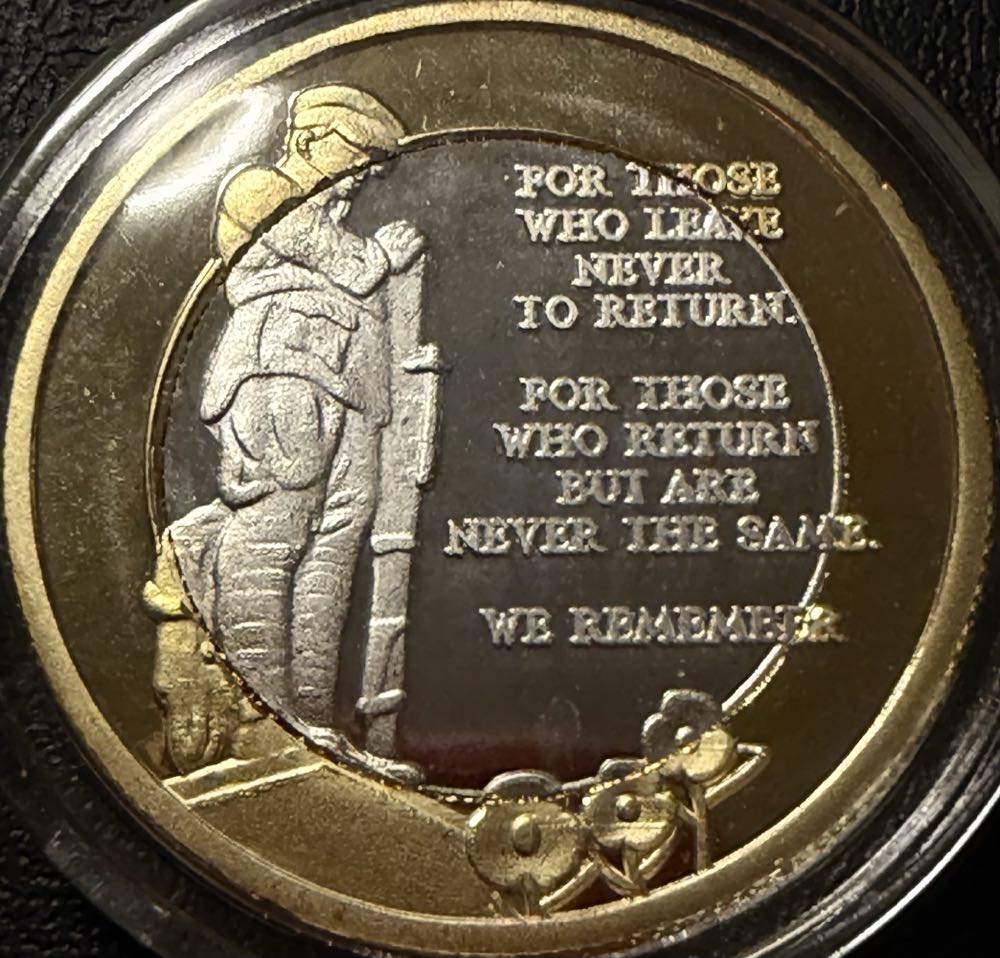 FOR THOSE
WHO LEAVE
NEVER
TO RETURN.
FOR THOSE
WHO RETURN
BUT ARE
NEVER THE SAME.
WE REMEMBER